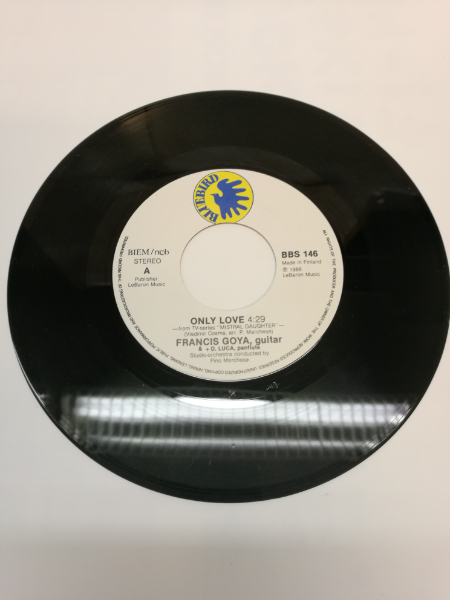 BLUEBIRD
BIEM/ncb
STEREO
A
Publisher
LeBaron Music
BBS 146
Made in Finland
℗ 1986
LeBaron Music
ONLY LOVE 4:29
—from TV-series "MISTRAL DAUGHTER"—
(Vladimir Cosma, arr. P. Marchese)
FRANCIS GOYA, guitar
& + D. LUCA, panflute
Studio-orchestra conducted by
Pino Marchese